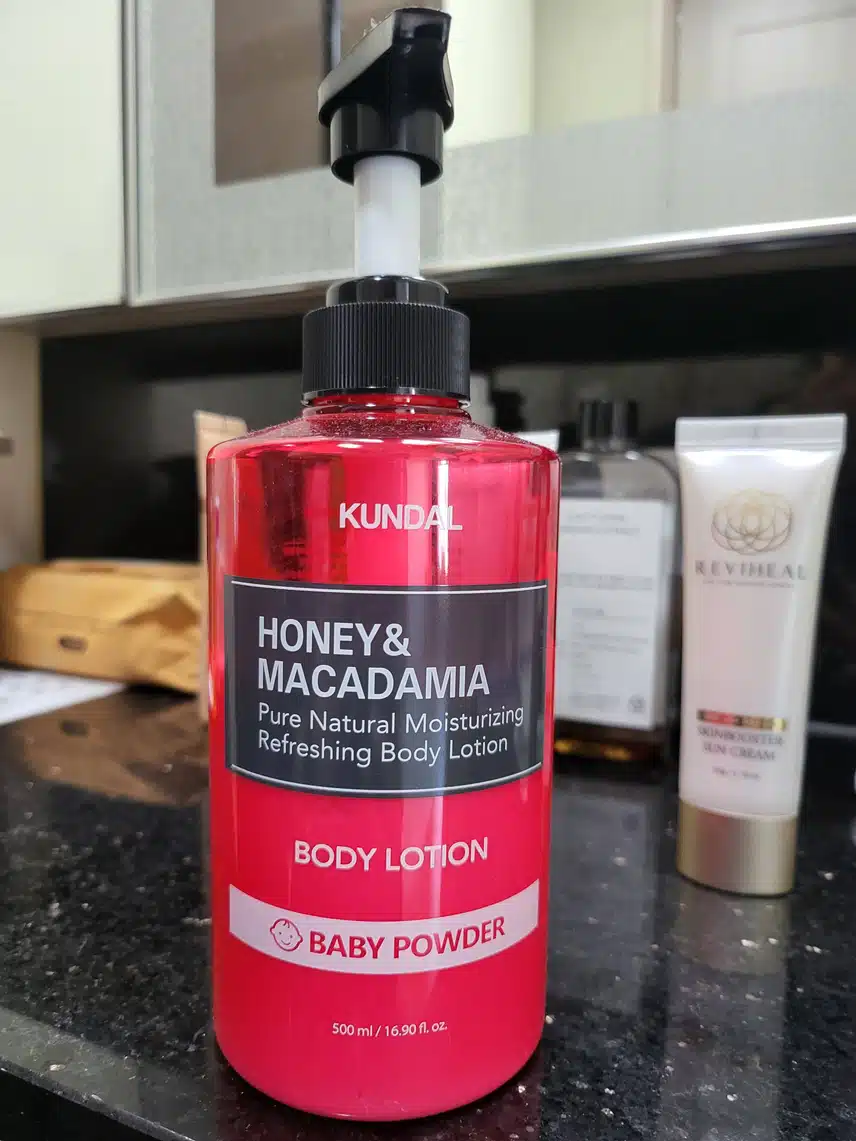 KUNDAL
HONEY&
MACADAMIA
Pure Natural Moisturizing
Refreshing Body Lotion
BODY LOTION
BABY POWDER
500 ml / 16.90 fl. oz.
REVIHEAL
SKINBOOSTER
SUN CREAM